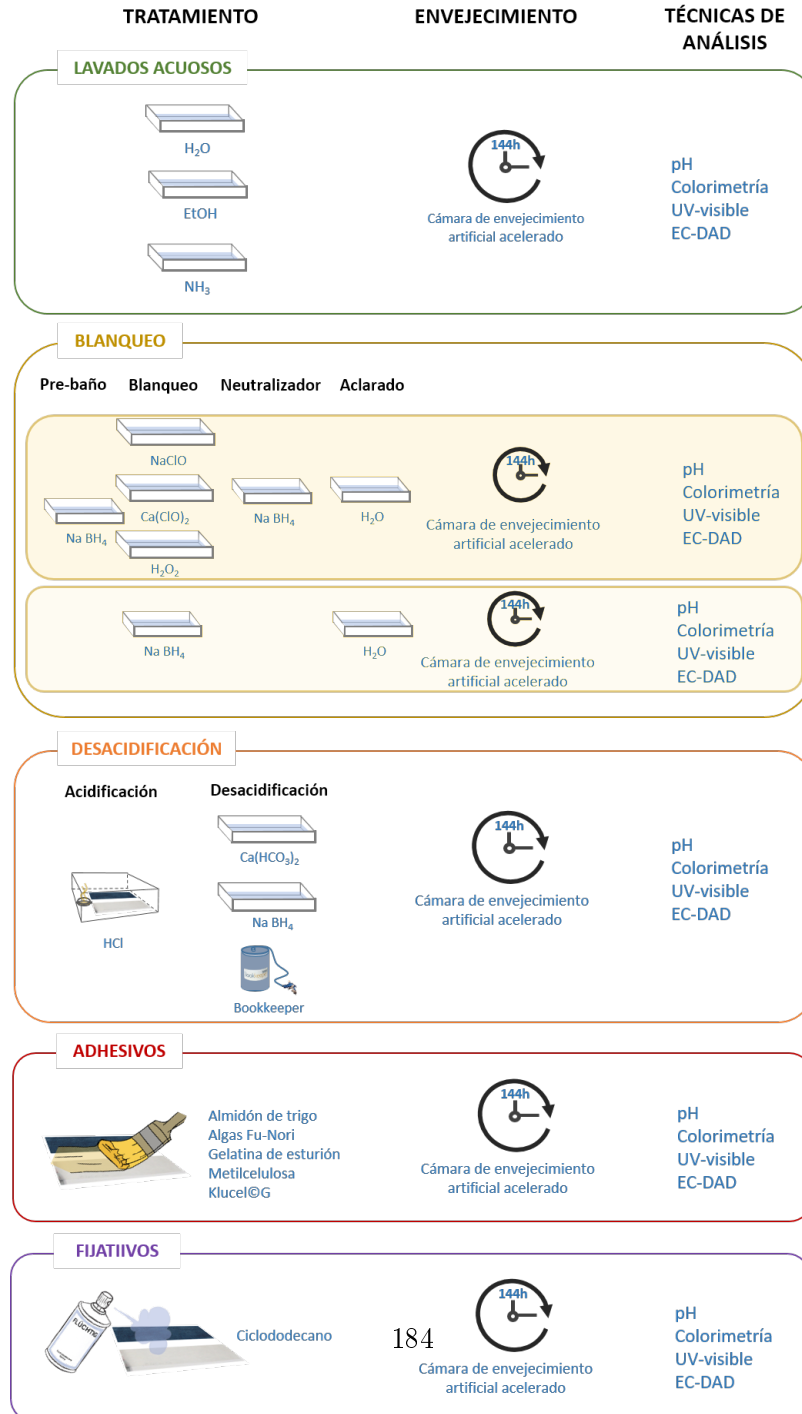 TRATAMIENTO
ENVEJECIMIENTO
TÉCNICAS DE
ANÁLISIS
LAVADOS ACUOSOS
H₂O
EtOH
NH₃
144h
Cámara de envejecimiento
artificial acelerado
pH
Colorimetría
UV-visible
EC-DAD
BLANQUEO
Pre-baño
Blanqueo
Neutralizador
Aclarado
Na BH₄
NaClO
Ca(ClO)₂
H₂O₂
Na BH₄
H₂O
144h
Cámara de envejecimiento
artificial acelerado
pH
Colorimetría
UV-visible
EC-DAD
Na BH₄
H₂O
144h
Cámara de envejecimiento
artificial acelerado
pH
Colorimetría
UV-visible
EC-DAD
DESACIDIFICACIÓN
Acidificación
Desacidificación
HCl
Ca(HCO₃)₂
Na BH₄
Bookkeeper
144h
Cámara de envejecimiento
artificial acelerado
pH
Colorimetría
UV-visible
EC-DAD
ADHESIVOS
Almidón de trigo
Algas Fu-Nori
Gelatina de esturión
Metilcelulosa
Klucel©G
144h
Cámara de envejecimiento
artificial acelerado
pH
Colorimetría
UV-visible
EC-DAD
FIJATIIVOS
FLÜCHTIG
Ciclododecano
144h
Cámara de envejecimiento
artificial acelerado
pH
Colorimetría
UV-visible
EC-DAD
184